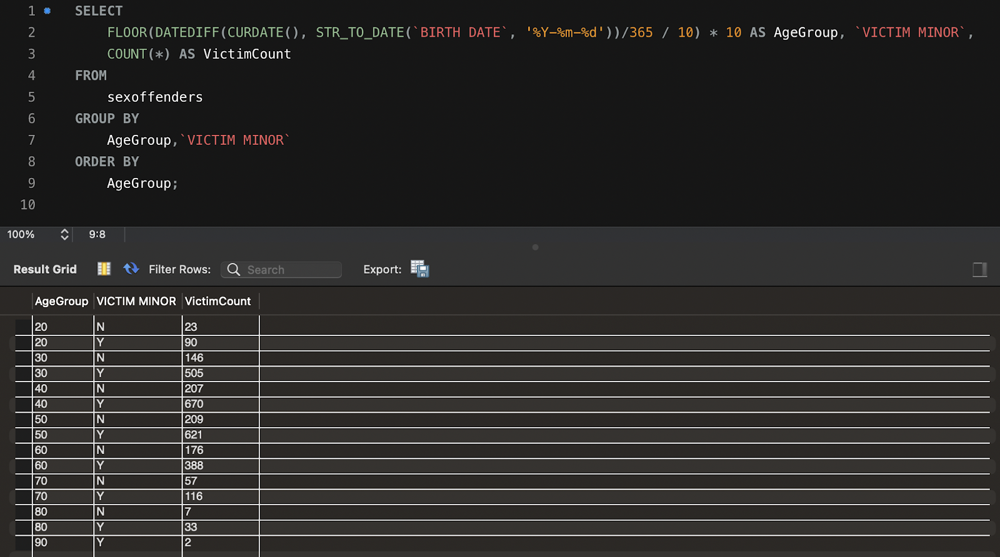 1 SELECT
2 FLOOR(DATEDIFF(CURDATE(), STR_TO_DATE(`BIRTH DATE`, '%Y-%m-%d'))/365 / 10) * 10 AS AgeGroup, `VICTIM MINOR`,
3 COUNT(*) AS VictimCount
4 FROM
5 sexoffenders
6 GROUP BY
7 AgeGroup,`VICTIM MINOR`
8 ORDER BY
9 AgeGroup;
10
100% 9:8
Result Grid Filter Rows: Search Export:
AgeGroup VICTIM MINOR VictimCount
20 N 23
20 Y 90
30 N 146
30 Y 505
40 N 207
40 Y 670
50 N 209
50 Y 621
60 N 176
60 Y 388
70 N 57
70 Y 116
80 N 7
80 Y 33
90 Y 2